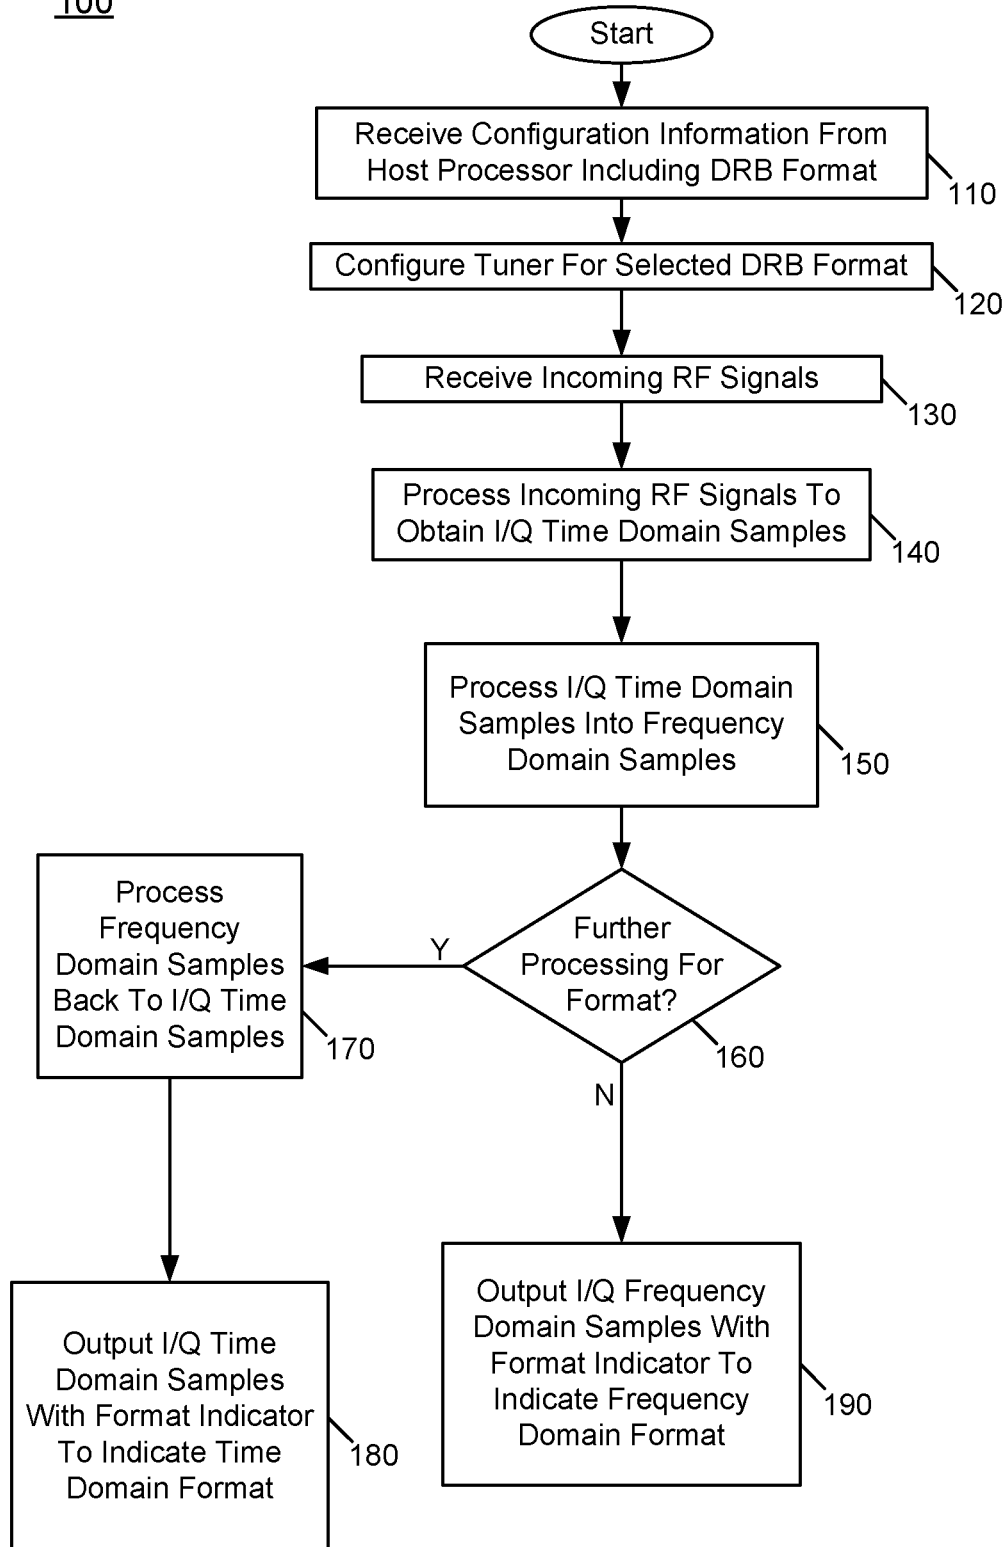 100
Start
Receive Configuration Information From
Host Processor Including DRB Format
110
Configure Tuner For Selected DRB Format
120
Receive Incoming RF Signals
130
Process Incoming RF Signals To
Obtain I/Q Time Domain Samples
140
Process I/Q Time Domain
Samples Into Frequency
Domain Samples
150
Further
Processing For
Format?
160
Y
N
Process
Frequency
Domain Samples
Back To I/Q Time
Domain Samples
170
Output I/Q Time
Domain Samples
With Format Indicator
To Indicate Time
Domain Format
180
Output I/Q Frequency
Domain Samples With
Format Indicator To
Indicate Frequency
Domain Format
190